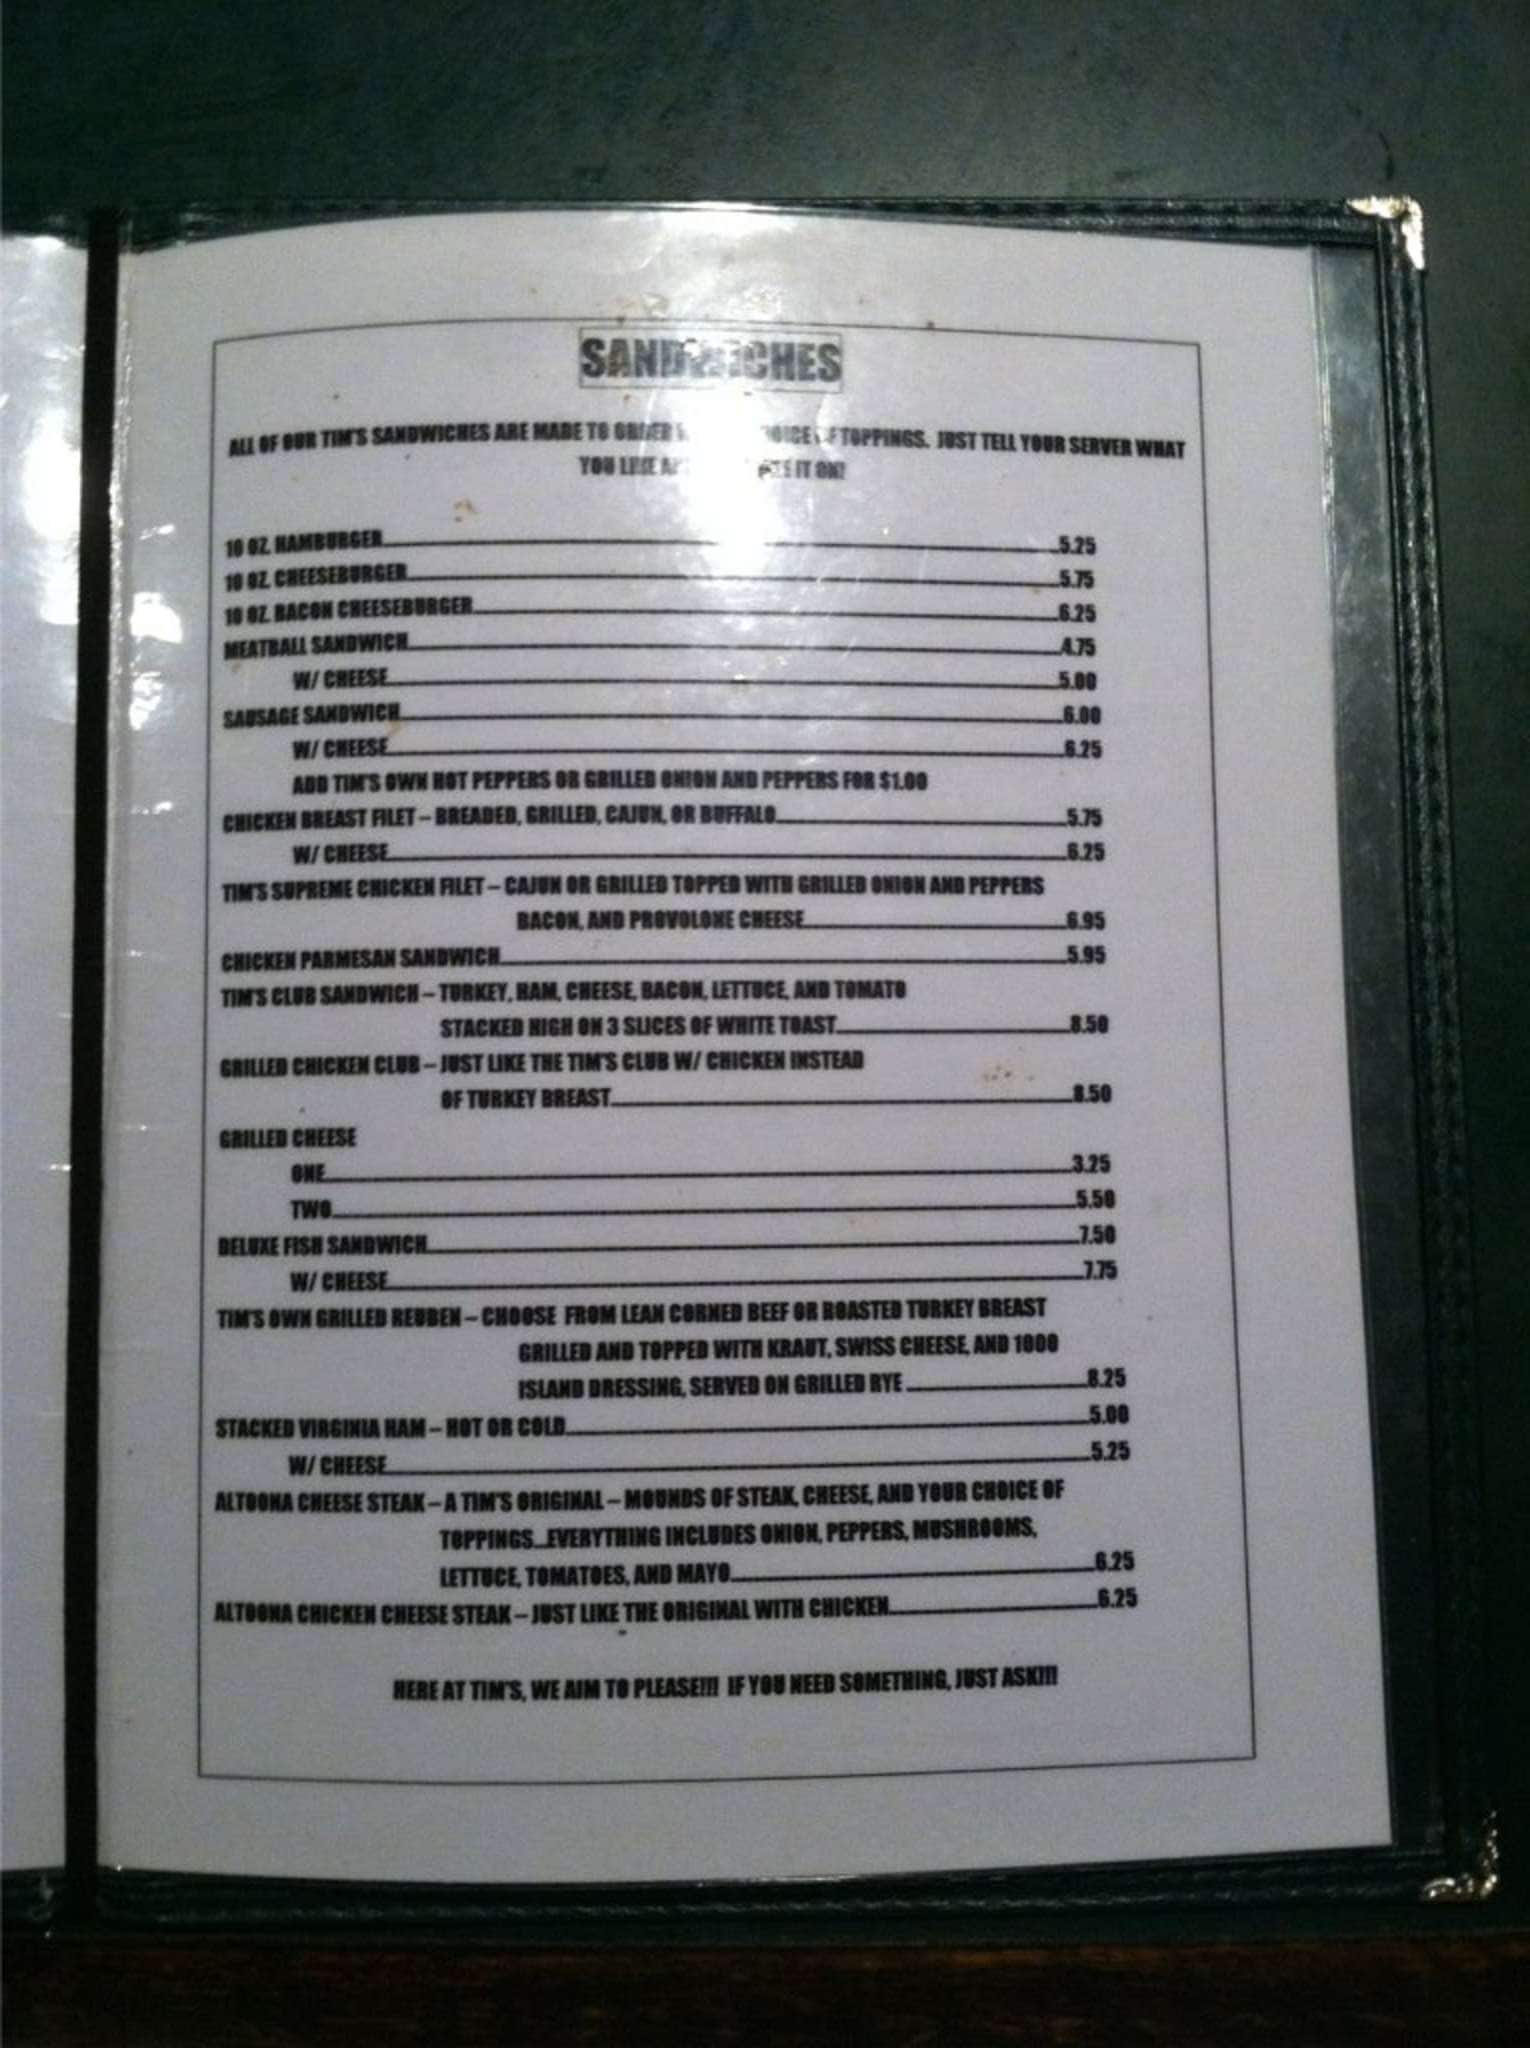 SANDWICHES
ALL OF OUR TIM'S SANDWICHES ARE MADE TO ORDER OF TOPPINGS. JUST TELL YOUR SERVER WHAT
YOU LIKE IT ON!
10 OZ. HAMBURGER 5.25
10 OZ. CHEESEBURGER 5.75
10 OZ. BACON CHEESEBURGER 6.25
MEATBALL SANDWICH 4.75
W/ CHEESE 5.00
SAUSAGE SANDWICH 6.00
W/ CHEESE 6.25
ADD TIM'S OWN HOT PEPPERS OR GRILLED ONION AND PEPPERS FOR $1.00
CHICKEN BREAST FILET – BREADED, GRILLED, CAJUN, OR BUFFALO 5.75
W/ CHEESE 6.25
TIM'S SUPREME CHICKEN FILET – CAJUN OR GRILLED TOPPED WITH GRILLED ONION AND PEPPERS
BACON, AND PROVOLONE CHEESE 6.95
CHICKEN PARMESAN SANDWICH 5.95
TIM'S CLUB SANDWICH – TURKEY, HAM, CHEESE, BACON, LETTUCE, AND TOMATO
STACKED HIGH ON 3 SLICES OF WHITE TOAST 8.50
GRILLED CHICKEN CLUB – JUST LIKE THE TIM'S CLUB W/ CHICKEN INSTEAD
OF TURKEY BREAST 8.50
GRILLED CHEESE
ONE 3.25
TWO 5.50
DELUXE FISH SANDWICH 7.50
W/ CHEESE 7.75
TIM'S OWN GRILLED REUBEN – CHOOSE FROM LEAN CORNED BEEF OR ROASTED TURKEY BREAST
GRILLED AND TOPPED WITH KRAUT, SWISS CHEESE, AND 1000
ISLAND DRESSING, SERVED ON GRILLED RYE 8.25
STACKED VIRGINIA HAM – HOT OR COLD 5.00
W/ CHEESE 5.25
ALTOONA CHEESE STEAK – A TIM'S ORIGINAL – MOUNDS OF STEAK, CHEESE, AND YOUR CHOICE OF
TOPPINGS...EVERYTHING INCLUDES ONION, PEPPERS, MUSHROOMS,
LETTUCE, TOMATOES, AND MAYO 6.25
ALTOONA CHICKEN CHEESE STEAK – JUST LIKE THE ORIGINAL WITH CHICKEN 6.25
HERE AT TIM'S, WE AIM TO PLEASE!!! IF YOU NEED SOMETHING, JUST ASK!!!